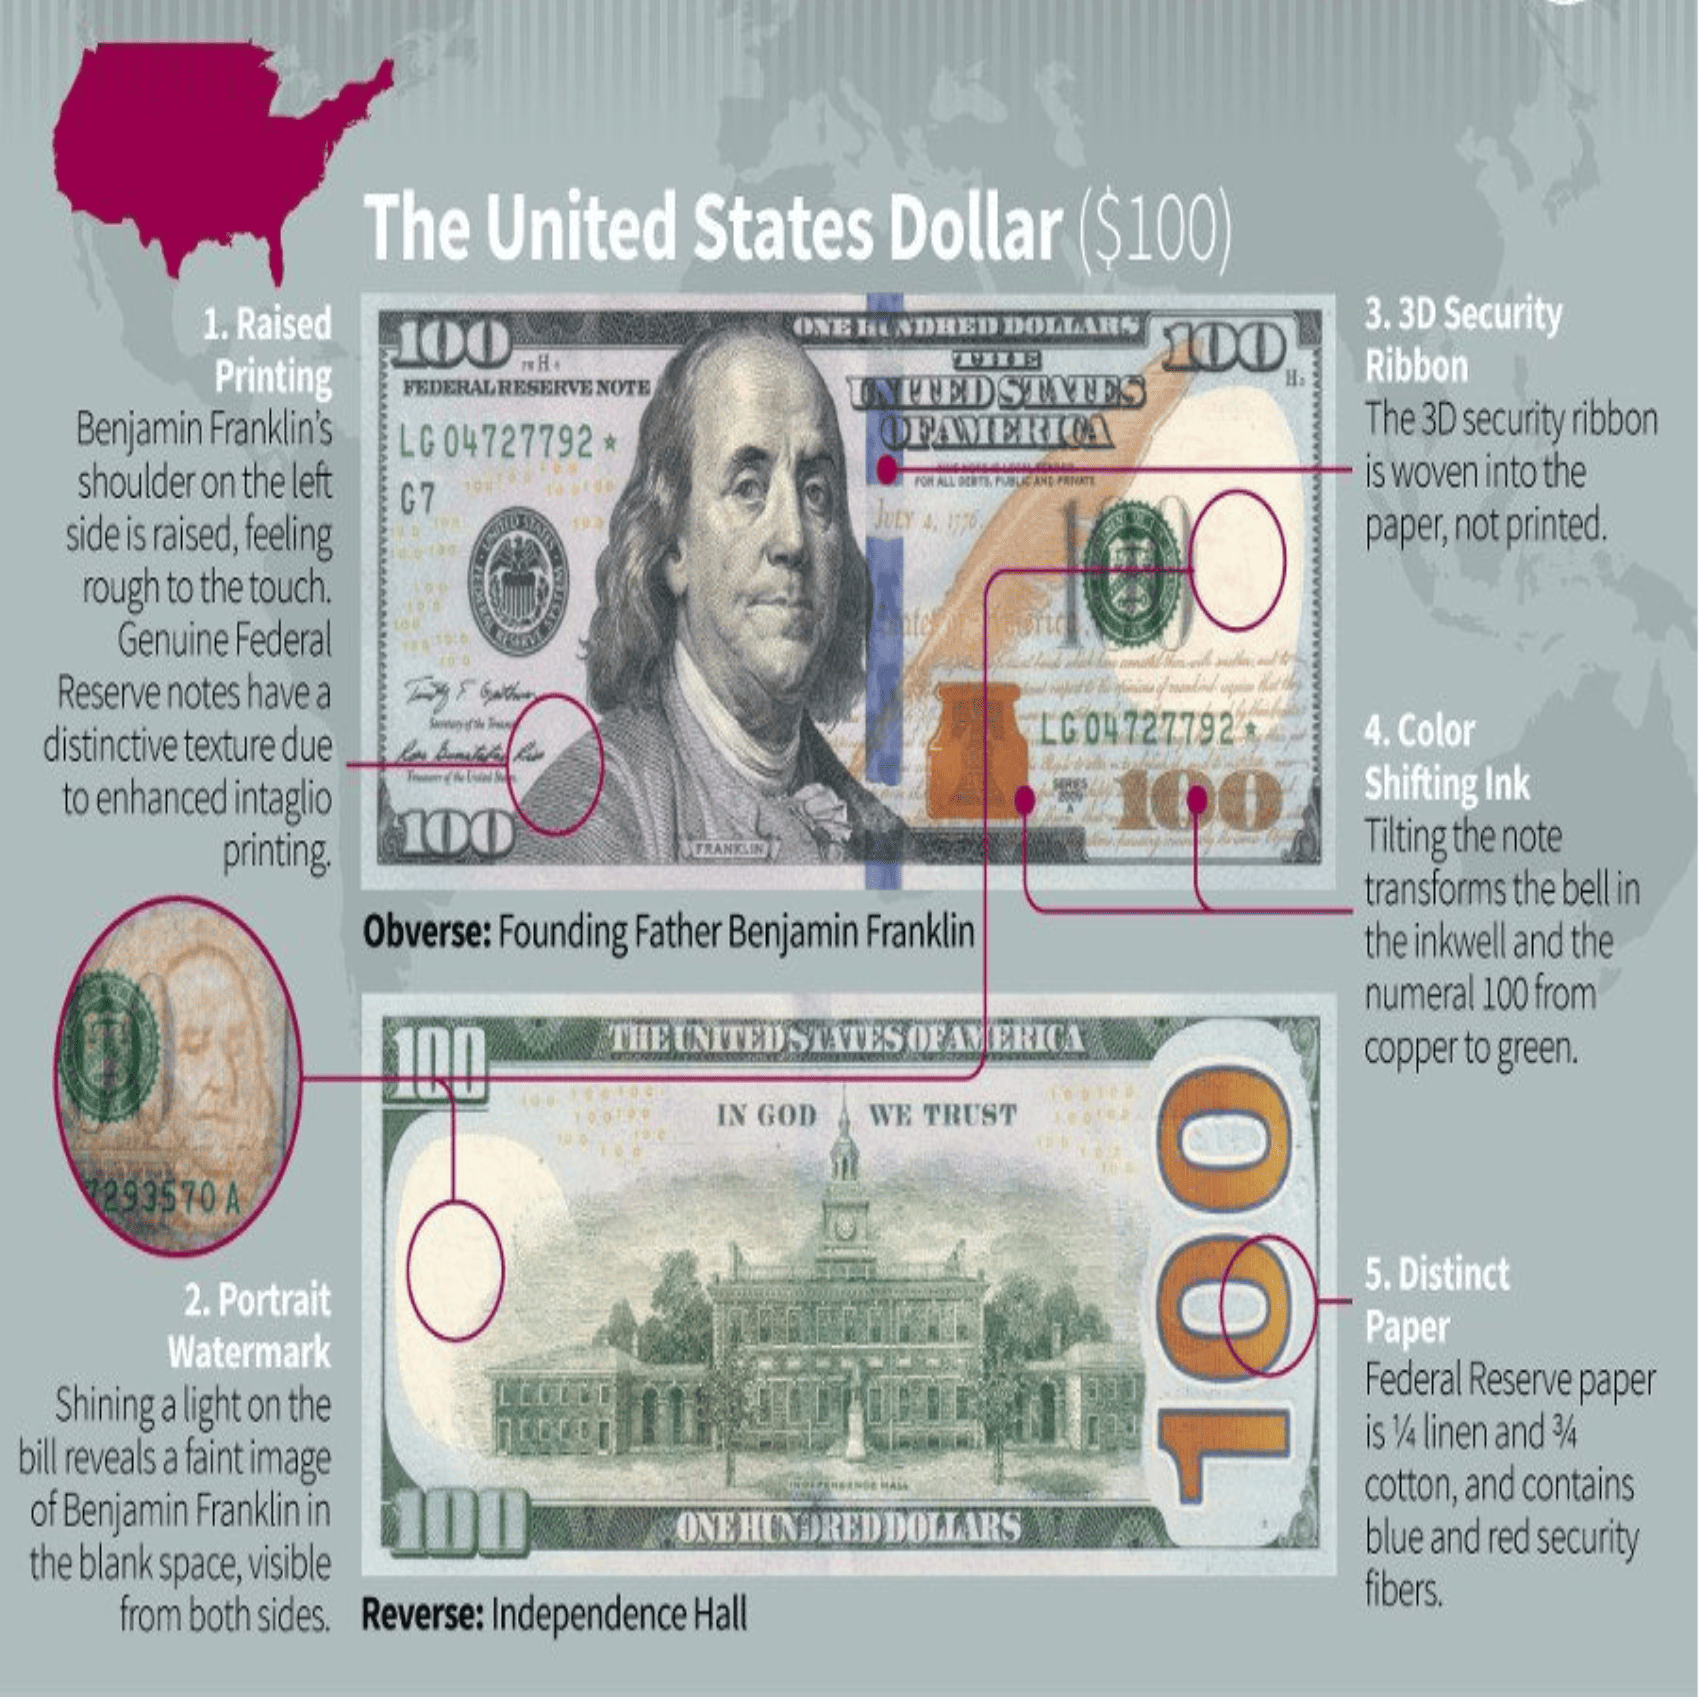 The United States Dollar ($100)
1. Raised
Printing
Benjamin Franklin's
shoulder on the left
side is raised, feeling
rough to the touch.
Genuine Federal
Reserve notes have a
distinctive texture due
to enhanced intaglio
printing.
100
ONE HUNDRED DOLLARS
100
FEDERAL RESERVE NOTE
THE
UNITED STATES
OF AMERICA
LG 04727792 *
G7
THIS NOTE IS LEGAL TENDER
FOR ALL DEBTS, PUBLIC AND PRIVATE
JULY 4, 1776
100
LG 04727792 *
SERIES
100
100
FRANKLIN
Obverse: Founding Father Benjamin Franklin
3. 3D Security
Ribbon
The 3D security ribbon
is woven into the
paper, not printed.
4. Color
Shifting Ink
Tilting the note
transforms the bell in
the inkwell and the
numeral 100 from
copper to green.
7293570 A
2. Portrait
Watermark
Shining a light on the
bill reveals a faint image
of Benjamin Franklin in
the blank space, visible
from both sides.
100
THE UNITED STATES OF AMERICA
IN GOD WE TRUST
100
INDEPENDENCE HALL
100
ONE HUNDRED DOLLARS
Reverse: Independence Hall
5. Distinct
Paper
Federal Reserve paper
is ¼ linen and ¾
cotton, and contains
blue and red security
fibers.